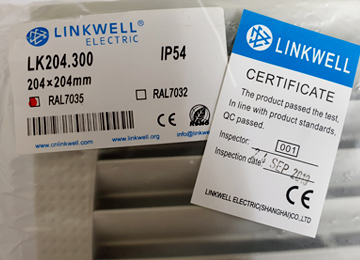 LINKWELL®
ELECTRIC
LK204.300
IP54
204×204mm
RAL7035
RAL7032
www.cnlinkwell.com
www.linkwell.org
info@linkwell
LINKWELL
CERTIFICATE
The product passed the test,
In line with product standards,
QC passed.
Inspector: 001
Inspection date: SEP
CE
LINKWELL ELECTRIC(SHANGHAI)CO.,LTD